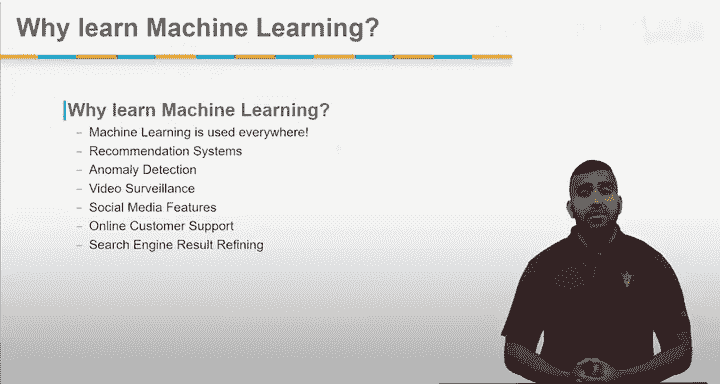 Why learn Machine Learning?
Why learn Machine Learning?
– Machine Learning is used everywhere!
– Recommendation Systems
– Anomaly Detection
– Video Surveillance
– Social Media Features
– Online Customer Support
– Search Engine Result Refining